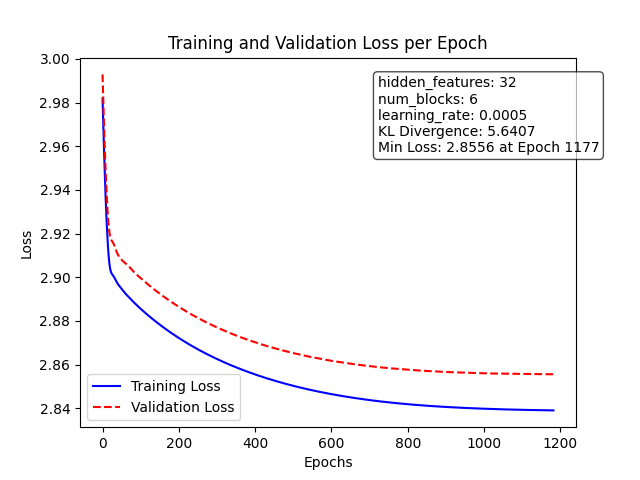 Training and Validation Loss per Epoch
3.00
2.98
2.96
2.94
2.92
2.90
2.88
2.86
2.84
Loss
hidden_features: 32
num_blocks: 6
learning_rate: 0.0005
KL Divergence: 5.6407
Min Loss: 2.8556 at Epoch 1177
Training Loss
Validation Loss
0 200 400 600 800 1000 1200
Epochs